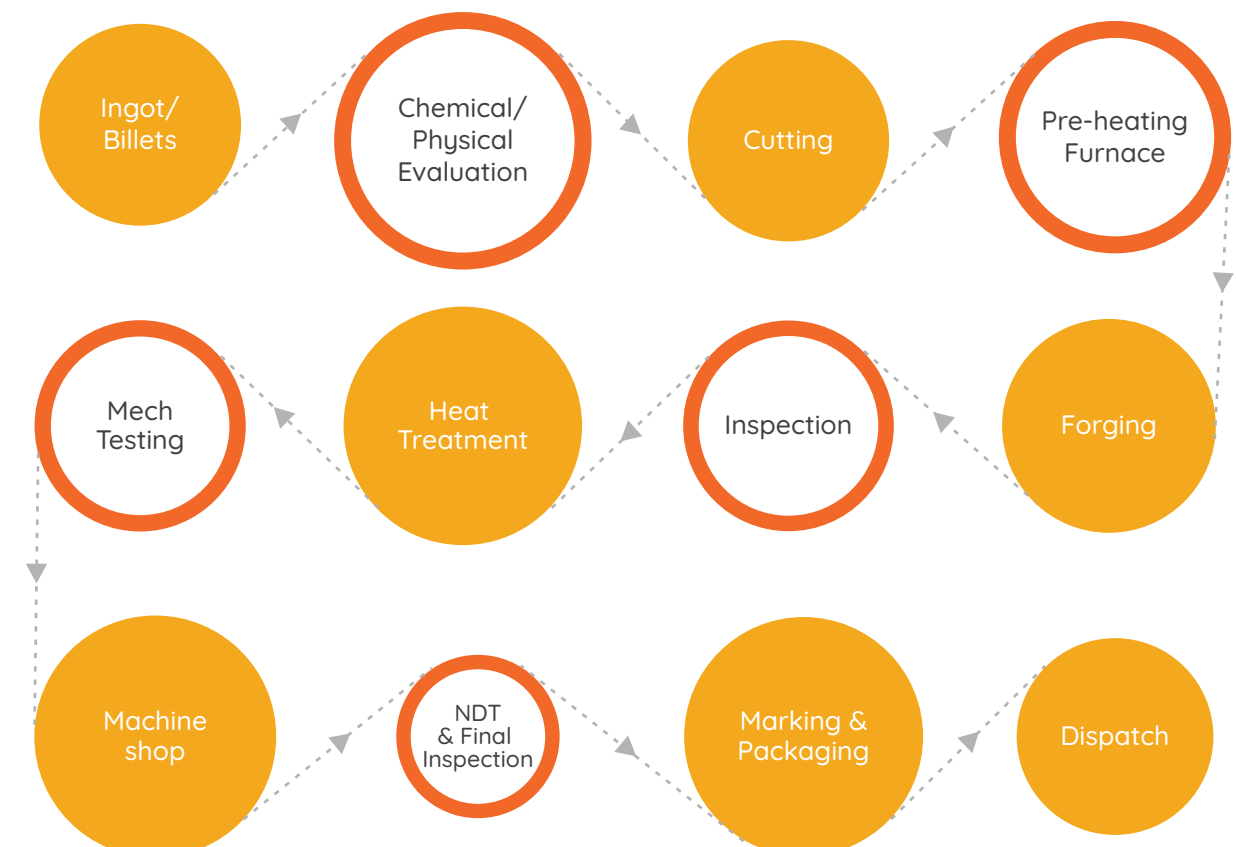 Ingot/
Billets
Chemical/
Physical
Evaluation
Cutting
Pre-heating
Furnace
Mech
Testing
Heat
Treatment
Inspection
Forging
Machine
shop
NDT
& Final
Inspection
Marking &
Packaging
Dispatch